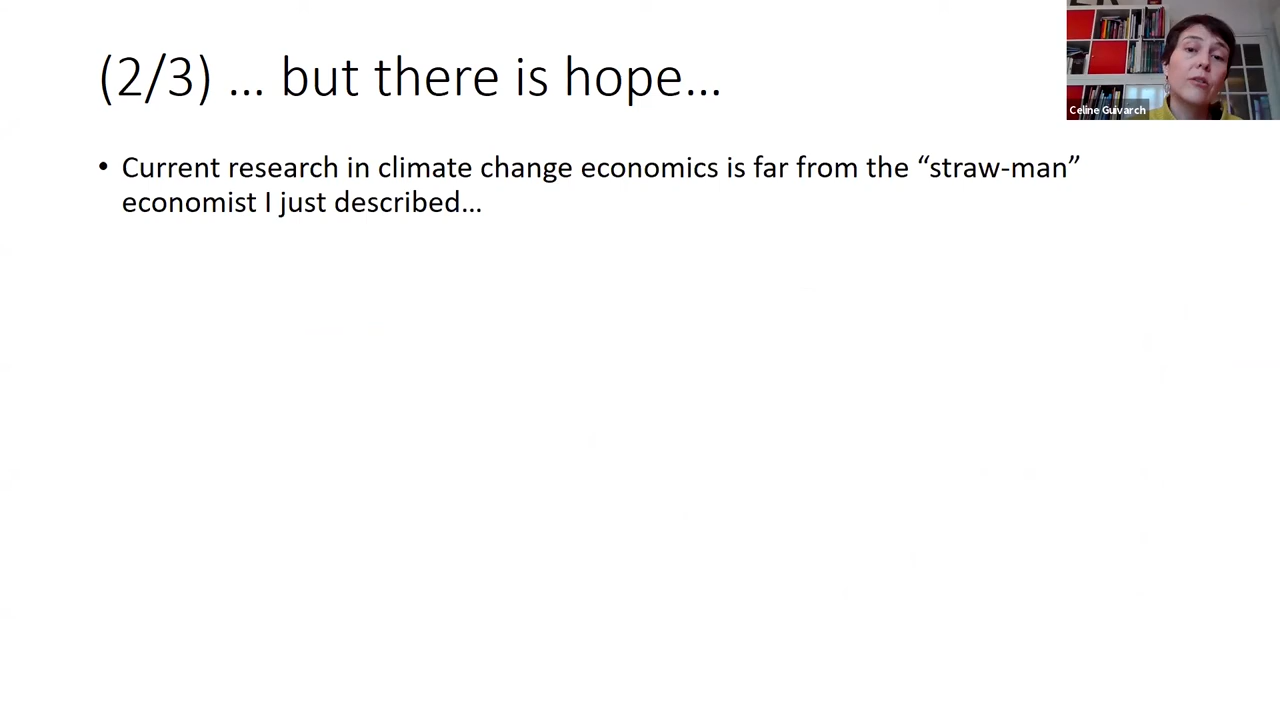 (2/3) … but there is hope…
• Current research in climate change economics is far from the “straw-man”
economist I just described…
Celine Guivarch